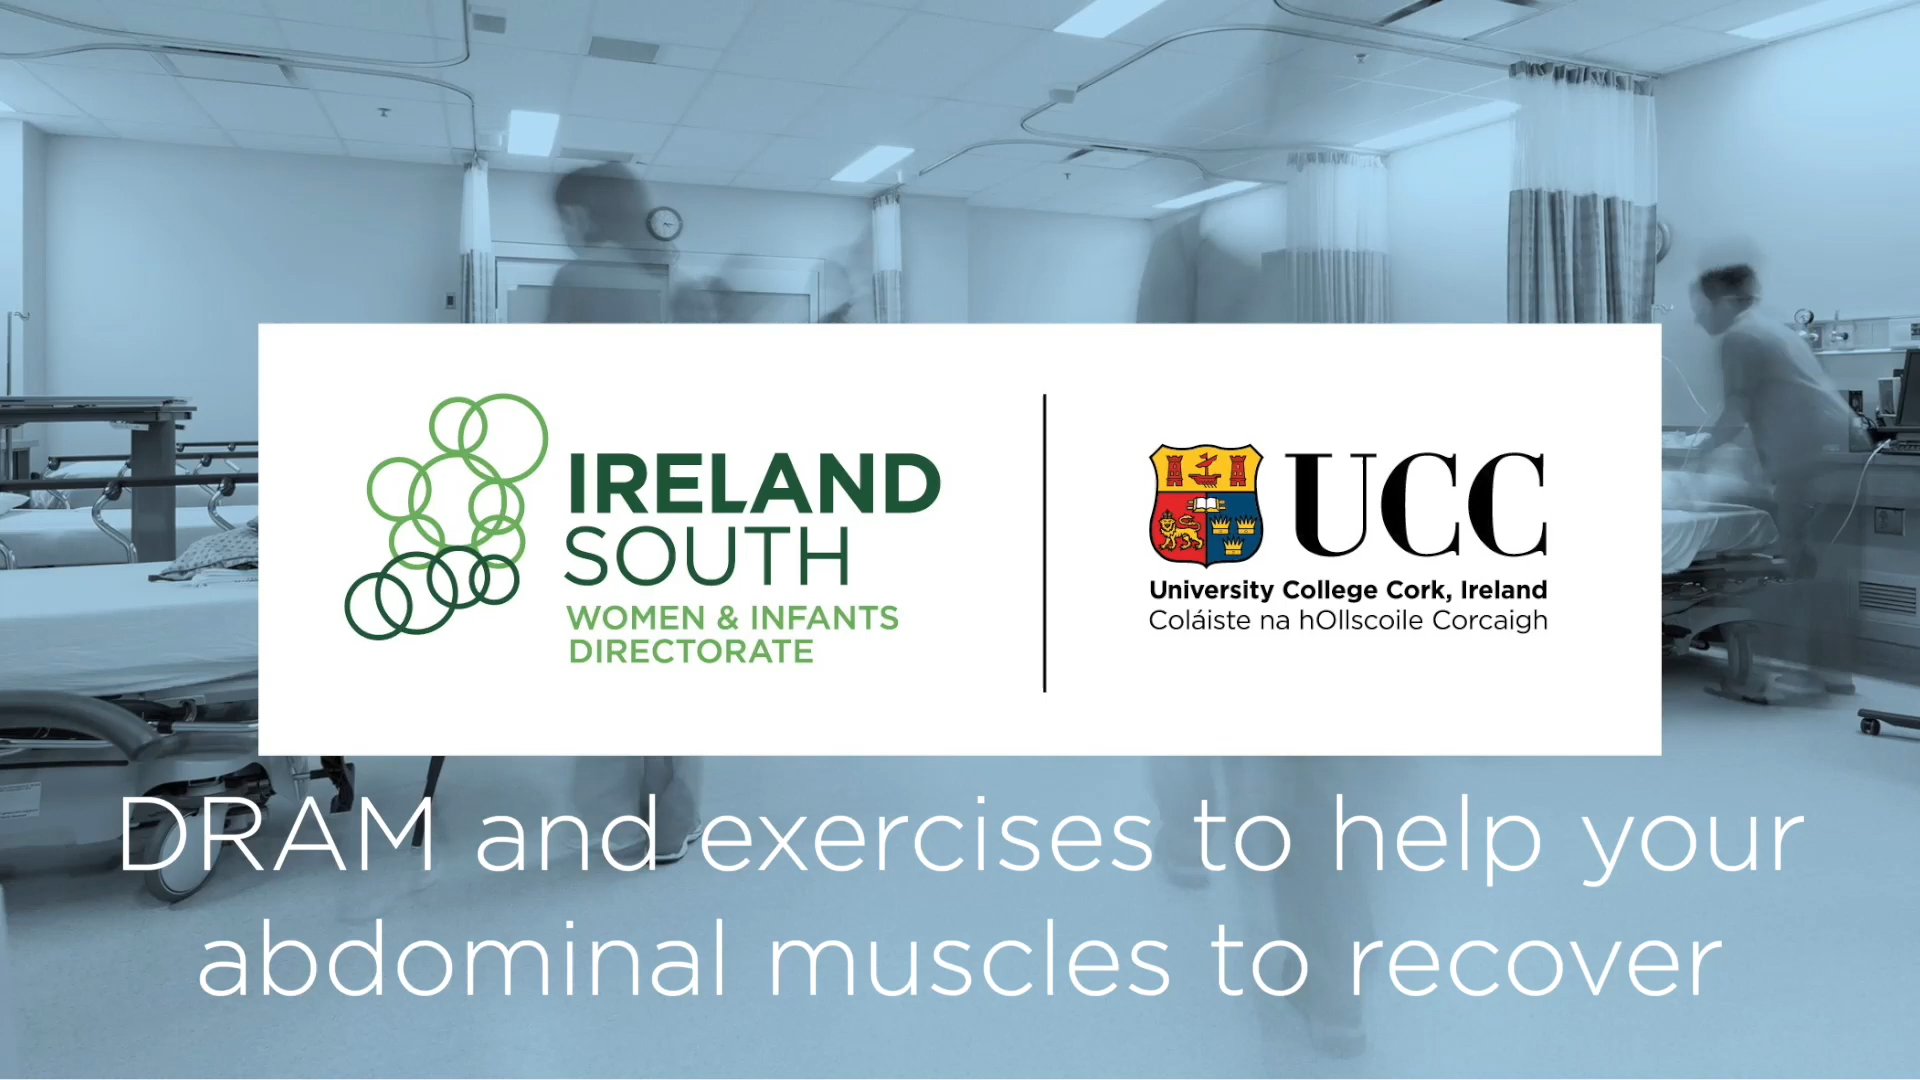 IRELAND
SOUTH
WOMEN & INFANTS
DIRECTORATE
UCC
University College Cork, Ireland
Coláiste na hOllscoile Corcaigh
DRAM and exercises to help your
abdominal muscles to recover